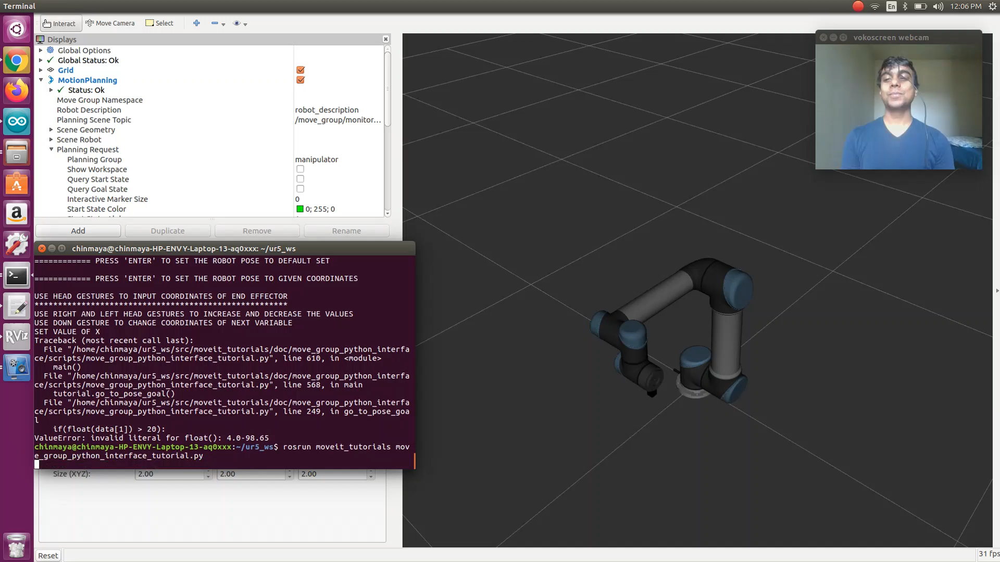 Terminal
En
12:06 PM
Interact
Move Camera
Select
Displays
Global Options
Global Status: Ok
Grid
MotionPlanning
Status: Ok
Move Group Namespace
Robot Description robot_description
Planning Scene Topic /move_group/monitor...
Scene Geometry
Scene Robot
Planning Request
Planning Group manipulator
Show Workspace
Query Start State
Query Goal State
Interactive Marker Size 0
Start State Color 0; 255; 0
Add Duplicate Remove Rename
vokoscreen webcam
chinmaya@chinmaya-HP-ENVY-Laptop-13-aq0xxx: ~/ur5_ws
============ PRESS 'ENTER' TO SET THE ROBOT POSE TO DEFAULT SET
============ PRESS 'ENTER' TO SET THE ROBOT POSE TO GIVEN COORDINATES
USE HEAD GESTURES TO INPUT COORDINATES OF END EFFECTOR
******************************************************
USE RIGHT AND LEFT HEAD GESTURES TO INCREASE AND DECREASE THE VALUES
USE DOWN GESTURE TO CHANGE COORDINATES OF NEXT VARIABLE
SET VALUE OF X
Traceback (most recent call last):
File "/home/chinmaya/ur5_ws/src/moveit_tutorials/doc/move_group_python_interfa
ce/scripts/move_group_python_interface_tutorial.py", line 610, in <module>
main()
File "/home/chinmaya/ur5_ws/src/moveit_tutorials/doc/move_group_python_interfa
ce/scripts/move_group_python_interface_tutorial.py", line 568, in main
tutorial.go_to_pose_goal()
File "/home/chinmaya/ur5_ws/src/moveit_tutorials/doc/move_group_python_interfa
ce/scripts/move_group_python_interface_tutorial.py", line 249, in go_to_pose_goa
l
if(float(data[1]) > 20):
ValueError: invalid literal for float(): 4.0-98.65
chinmaya@chinmaya-HP-ENVY-Laptop-13-aq0xxx:~/ur5_ws$ rosrun moveit_tutorials mov
e_group_python_interface_tutorial.py
Size (XYZ): 2.00 2.00 2.00
RViz
Reset
31 fps